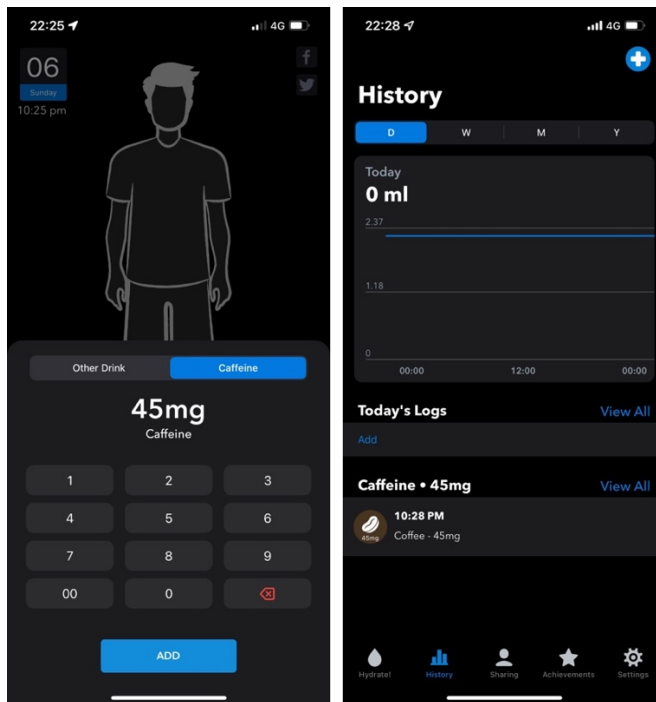 22:25
4G
06
Sunday
10:25 pm
f
Other Drink
Caffeine
45mg
Caffeine
1 2 3
4 5 6
7 8 9
00 0
ADD
22:28
4G
History
D W M Y
Today
0 ml
2.37
1.18
0
00:00 12:00 00:00
Today's Logs View All
Add
Caffeine • 45mg View All
10:28 PM
45mg Coffee - 45mg
Hydrate! History Sharing Achievements Settings